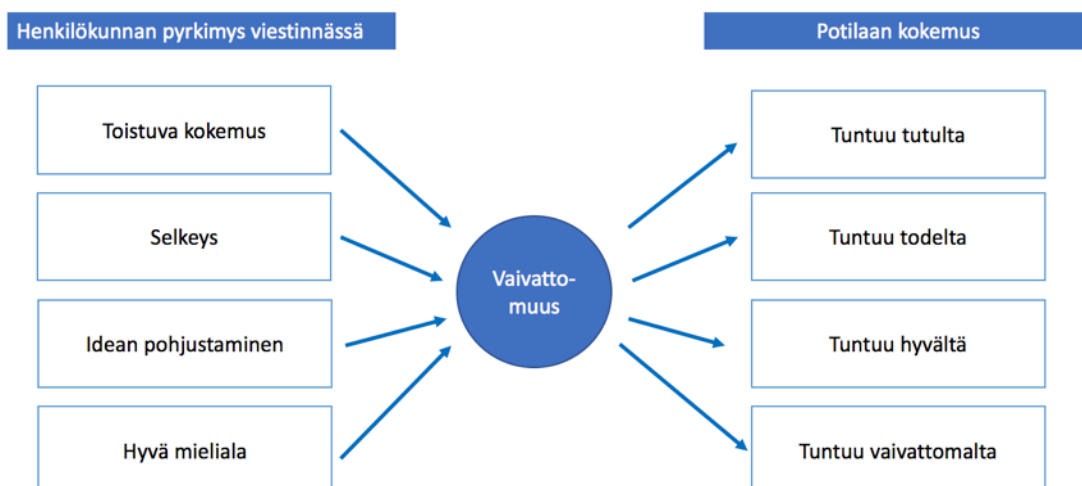 Henkilökunnan pyrkimys viestinnässä
Potilaan kokemus
Toistuva kokemus
Selkeys
Idean pohjustaminen
Hyvä mieliala
Vaivatto-
muus
Tuntuu tutulta
Tuntuu todelta
Tuntuu hyvältä
Tuntuu vaivattomalta